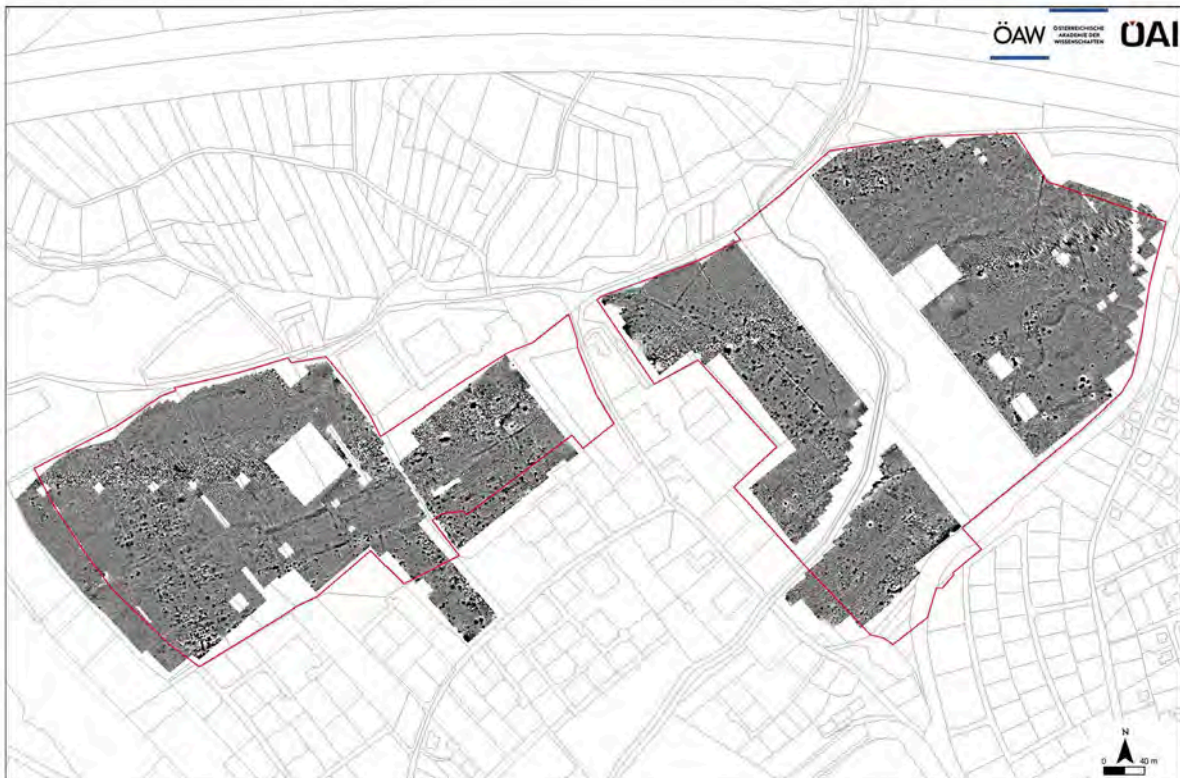 ÖAW
ÖSTERREICHISCHE
AKADEMIE DER
WISSENSCHAFTEN
ÖAI
N
0 40 m